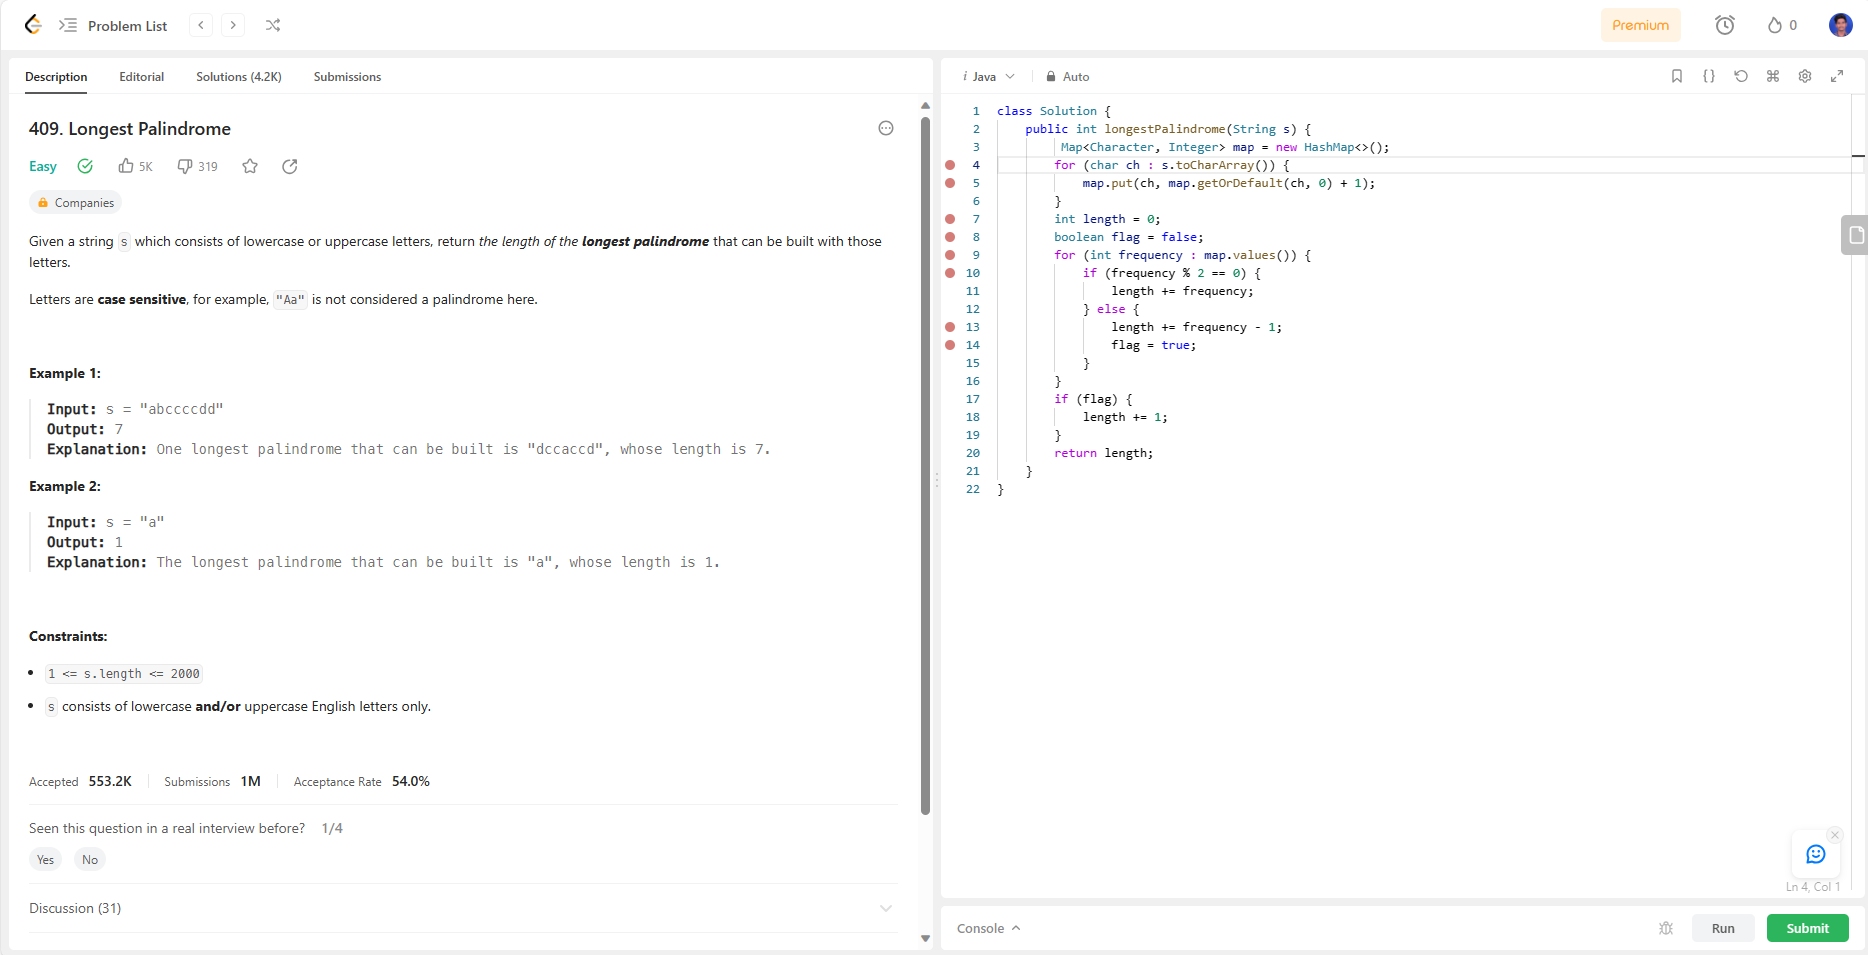 Problem List
Premium
0
Description Editorial Solutions (4.2K) Submissions
409. Longest Palindrome
Easy 5K 319
Companies
Given a string s which consists of lowercase or uppercase letters, return the length of the longest palindrome that can be built with those
letters.
Letters are case sensitive, for example, "Aa" is not considered a palindrome here.
Example 1:
Input: s = "abccccdd"
Output: 7
Explanation: One longest palindrome that can be built is "dccaccd", whose length is 7.
Example 2:
Input: s = "a"
Output: 1
Explanation: The longest palindrome that can be built is "a", whose length is 1.
Constraints:
• 1 <= s.length <= 2000
• s consists of lowercase and/or uppercase English letters only.
Accepted 553.2K Submissions 1M Acceptance Rate 54.0%
Seen this question in a real interview before? 1/4
Yes No
Discussion (31)
i Java Auto
1 class Solution {
2 public int longestPalindrome(String s) {
3 Map<Character, Integer> map = new HashMap<>();
4 for (char ch : s.toCharArray()) {
5 map.put(ch, map.getOrDefault(ch, 0) + 1);
6 }
7 int length = 0;
8 boolean flag = false;
9 for (int frequency : map.values()) {
10 if (frequency % 2 == 0) {
11 length += frequency;
12 } else {
13 length += frequency - 1;
14 flag = true;
15 }
16 }
17 if (flag) {
18 length += 1;
19 }
20 return length;
21 }
22 }
Ln 4, Col 1
Console Run Submit